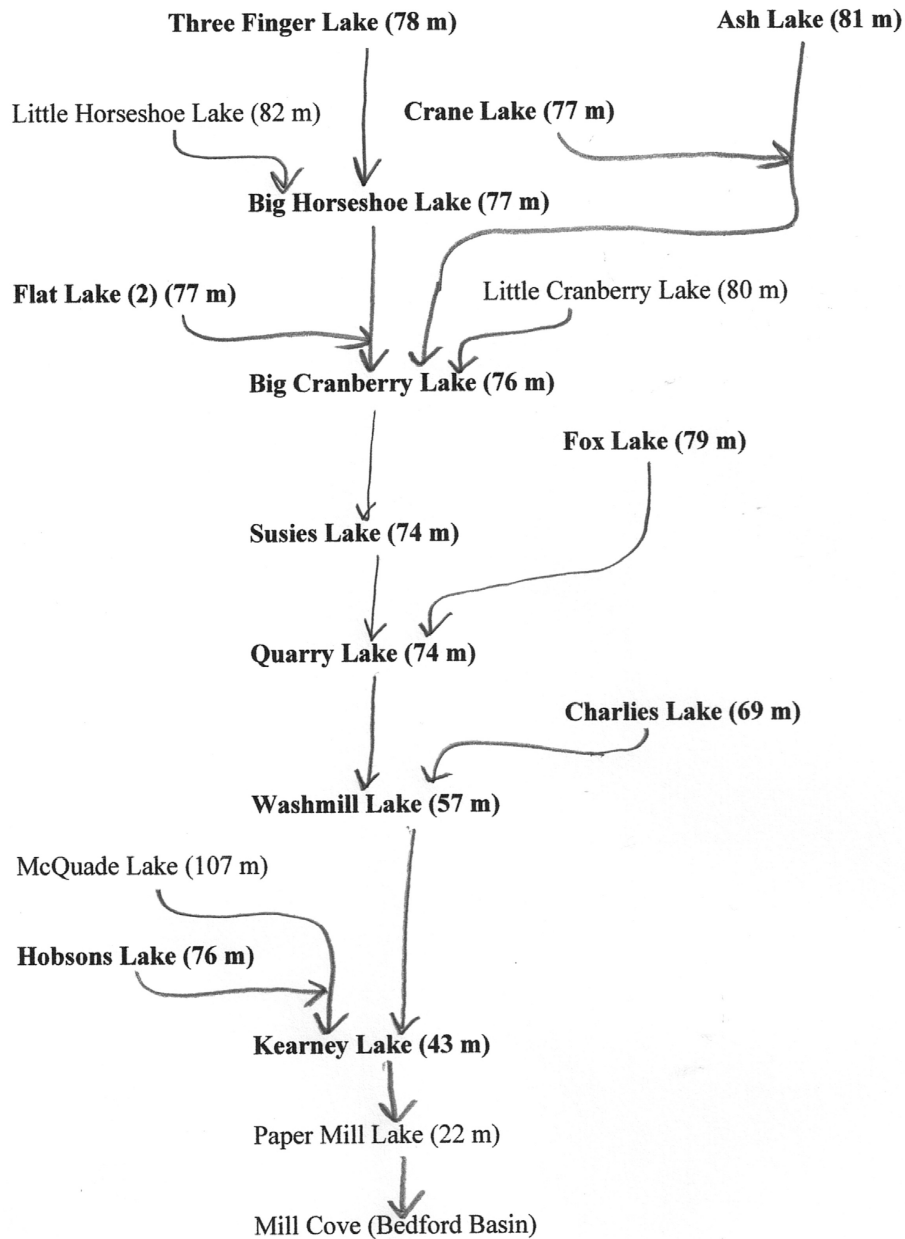 Three Finger Lake (78 m)
Ash Lake (81 m)
Little Horseshoe Lake (82 m)
Crane Lake (77 m)
Big Horseshoe Lake (77 m)
Flat Lake (2) (77 m)
Little Cranberry Lake (80 m)
Big Cranberry Lake (76 m)
Fox Lake (79 m)
Susies Lake (74 m)
Quarry Lake (74 m)
Charlies Lake (69 m)
Washmill Lake (57 m)
McQuade Lake (107 m)
Hobsons Lake (76 m)
Kearney Lake (43 m)
Paper Mill Lake (22 m)
Mill Cove (Bedford Basin)